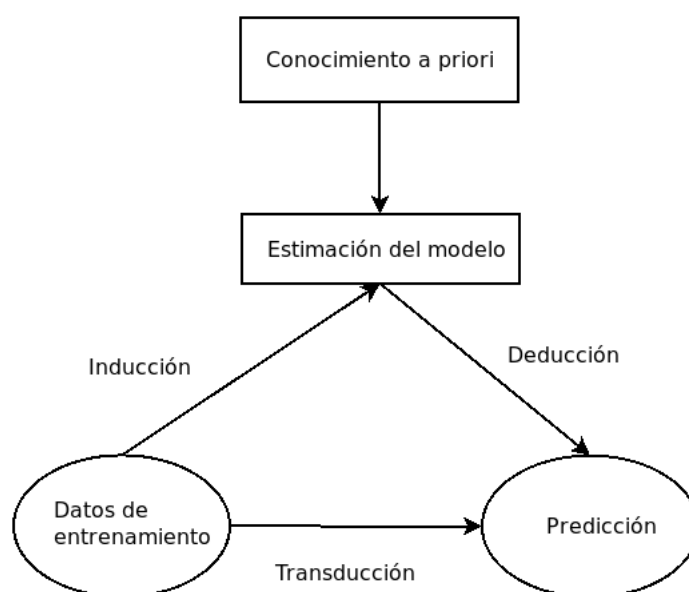 Conocimiento a priori
Estimación del modelo
Inducción
Deducción
Datos de
entrenamiento
Predicción
Transducción